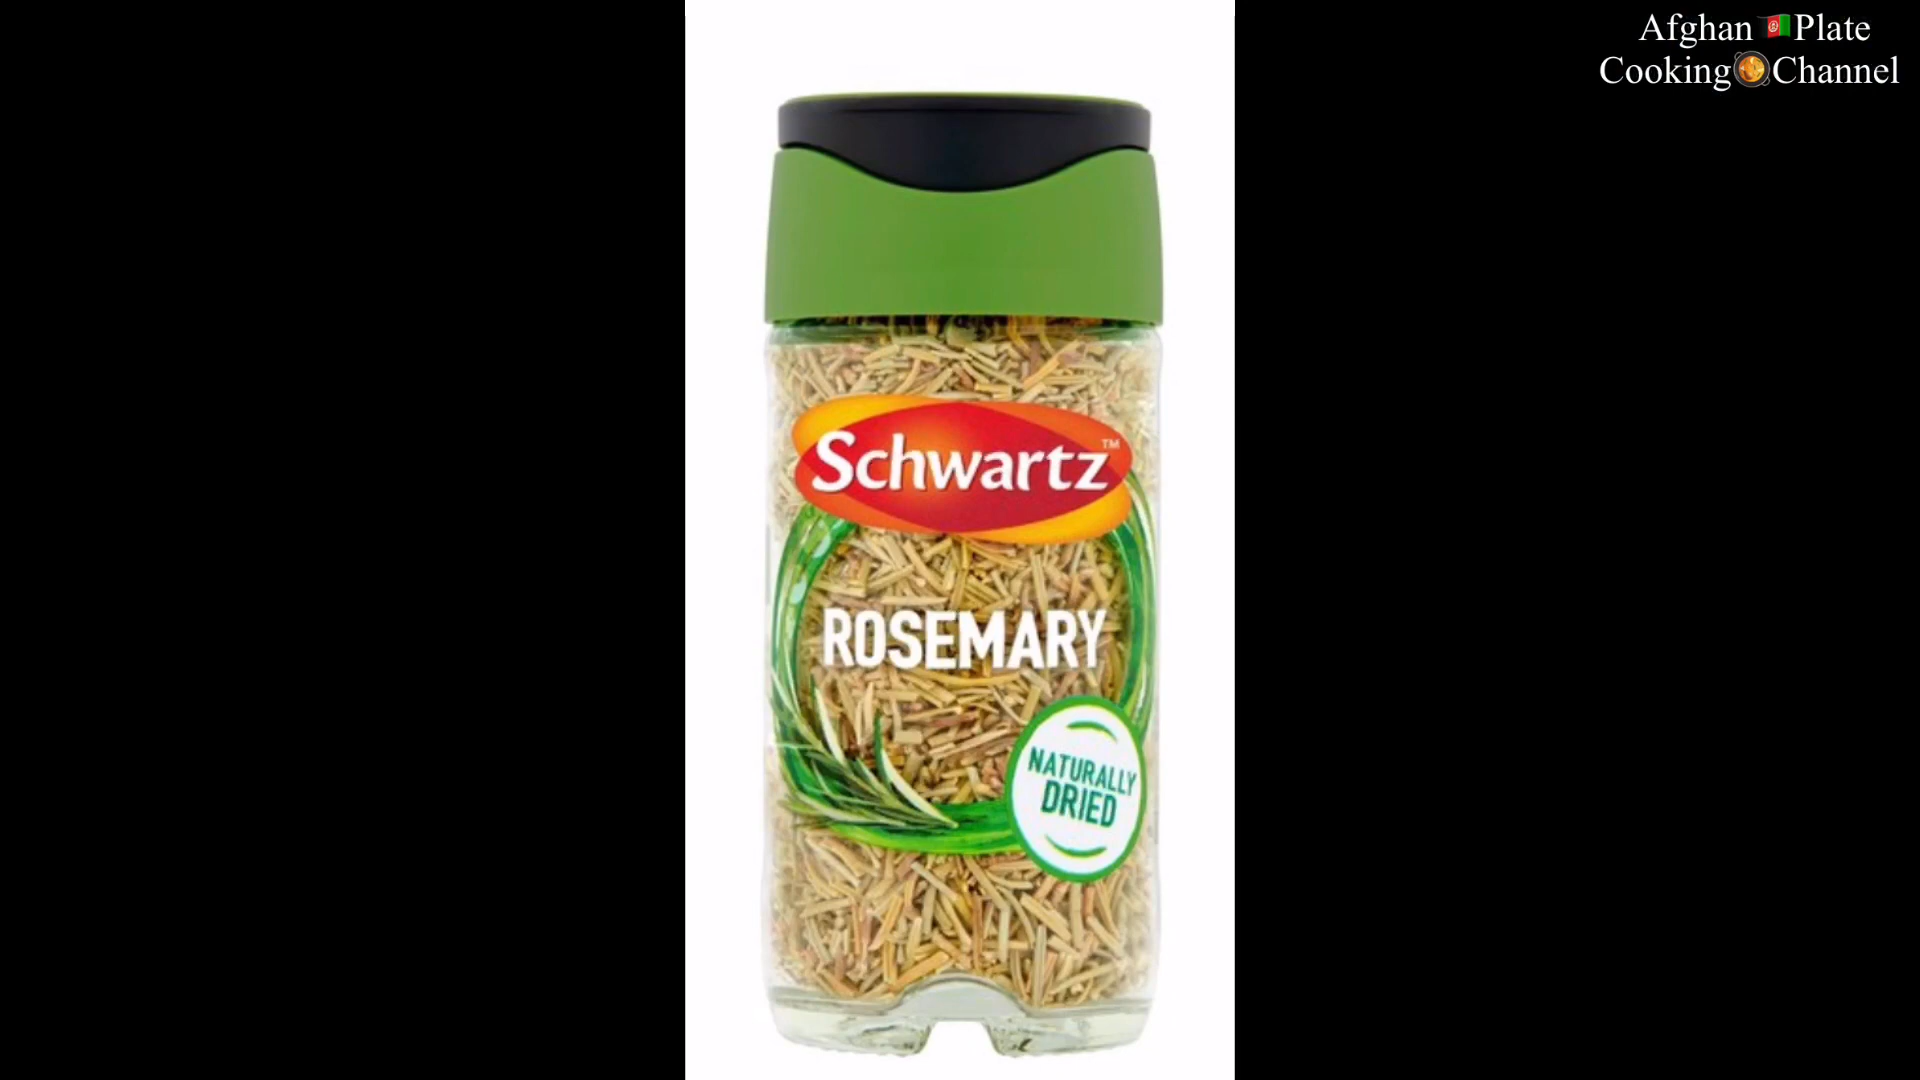 Afghan 🇦🇫Plate
Cooking🥘Channel
Schwartz™
ROSEMARY
NATURALLY
DRIED